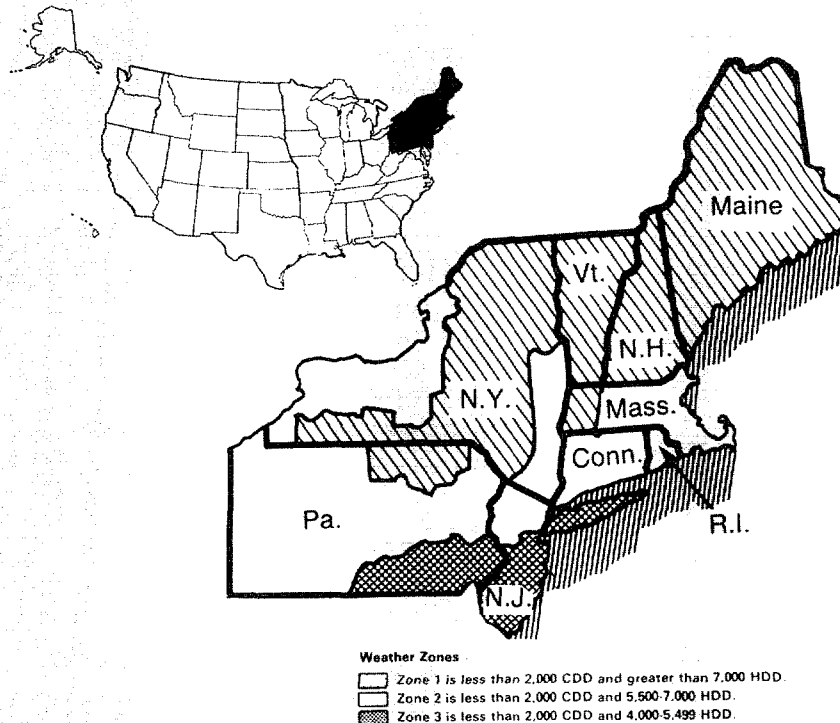 Maine
Vt.
N.H.
N.Y.
Mass.
Conn.
R.I.
Pa.
N.J.
Weather Zones
Zone 1 is less than 2,000 CDD and greater than 7,000 HDD.
Zone 2 is less than 2,000 CDD and 5,500-7,000 HDD.
Zone 3 is less than 2,000 CDD and 4,000-5,499 HDD.